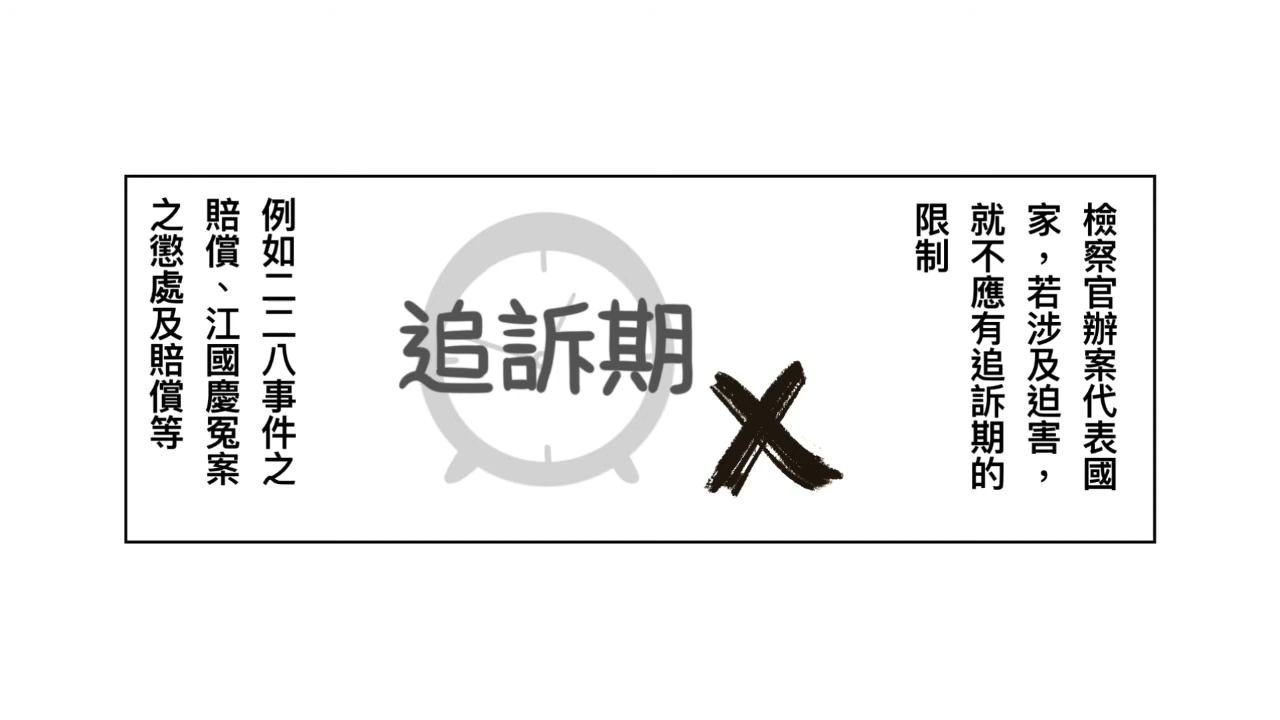 檢察官辦案代表國
家，若涉及迫害，
就不應有追訴期的
限制
追訴期
例如二二八事件之
賠償、江國慶冤案
之懲處及賠償等